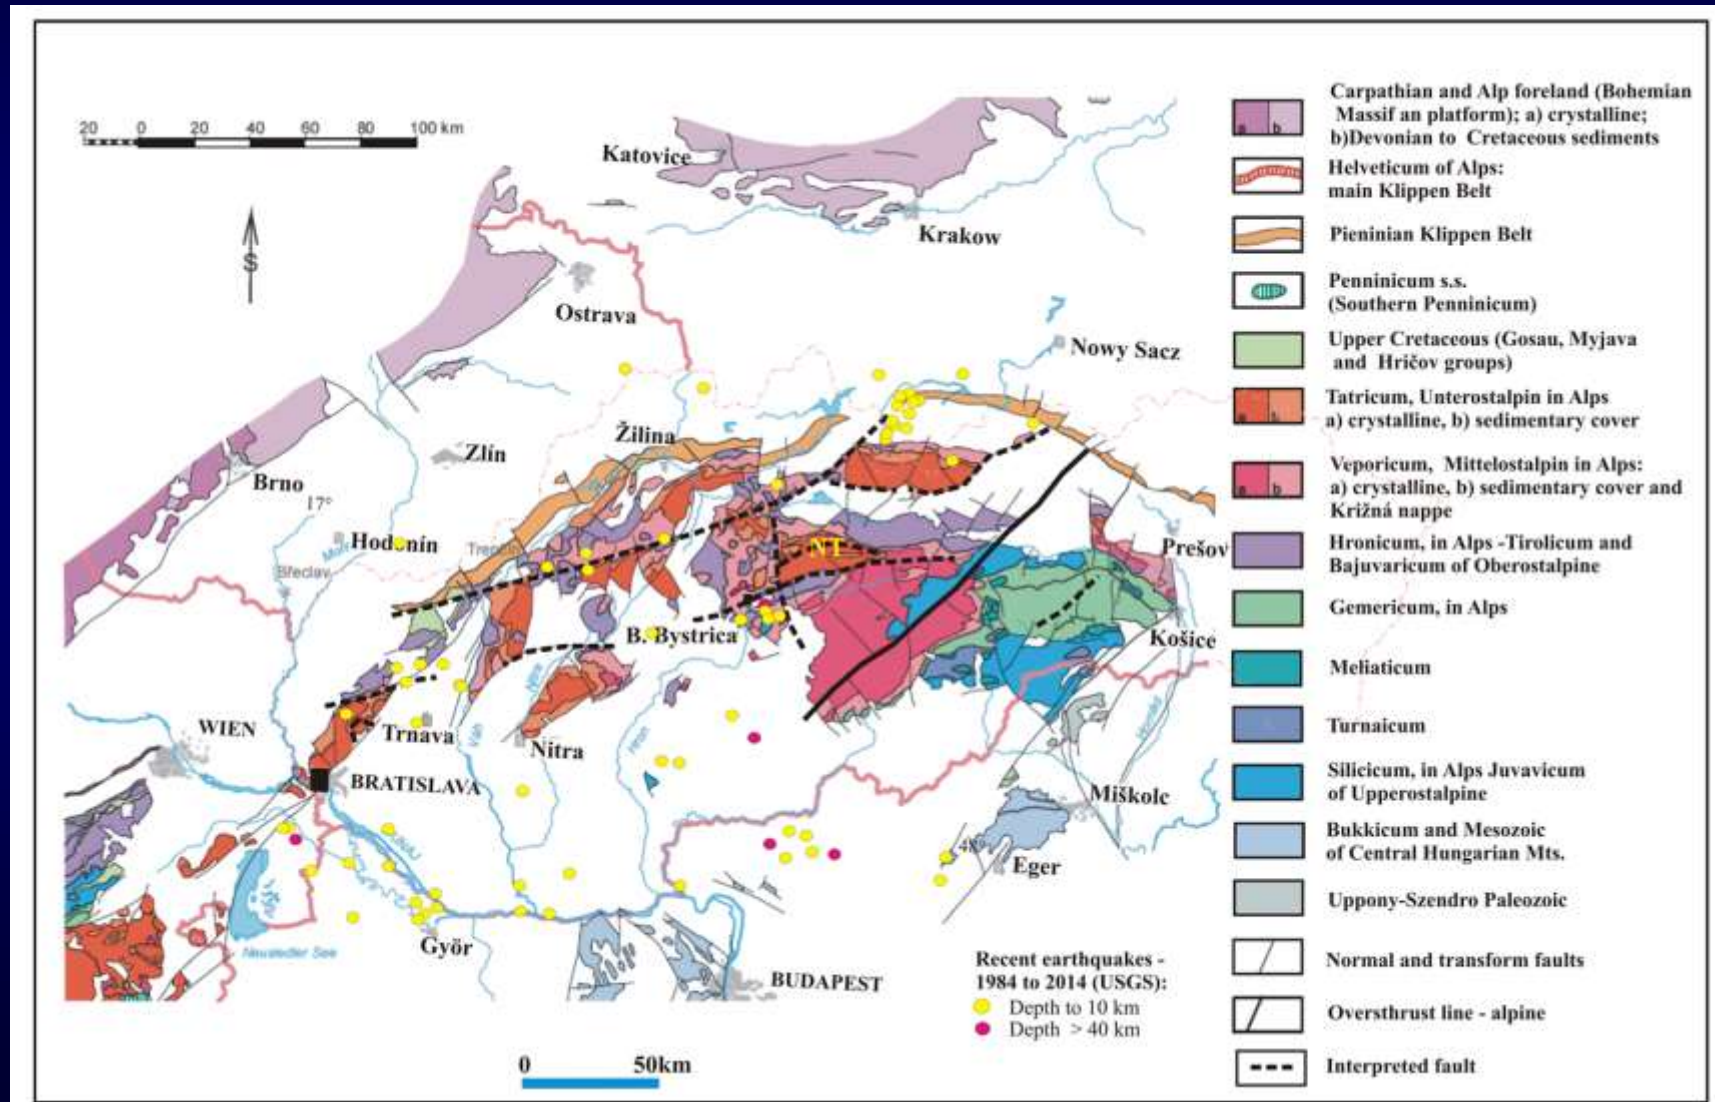 20 0 20 40 60 80 100 km
S
Katovice
Krakow
Ostrava
Nowy Sacz
Žilina
Zlín
Brno
17°
Hodonín
Břeclav
NT
Prešov
B. Bystrica
Košice
WIEN
Trnava
Nitra
Nitra
Váh
Hron
BRATISLAVA
Miškolc
48°
Eger
Neusiedler See
Györ
BUDAPEST
0 50km
Recent earthquakes -
1984 to 2014 (USGS):
Depth to 10 km
Depth > 40 km
a b
Carpathian and Alp foreland (Bohemian
Massif an platform); a) crystalline;
b)Devonian to Cretaceous sediments
Helveticum of Alps:
main Klippen Belt
Pieninian Klippen Belt
Penninicum s.s.
(Southern Penninicum)
Upper Cretaceous (Gosau, Myjava
and Hričov groups)
a b
Tatricum, Unterostalpin in Alps
a) crystalline, b) sedimentary cover
a b
Veporicum, Mittelostalpin in Alps:
a) crystalline, b) sedimentary cover and
Križná nappe
Hronicum, in Alps -Tirolicum and
Bajuvaricum of Oberostalpine
Gemericum, in Alps
Meliaticum
Turnaicum
Silicicum, in Alps Juvavicum
of Upperostalpine
Bukkicum and Mesozoic
of Central Hungarian Mts.
Uppony-Szendro Paleozoic
Normal and transform faults
Oversthrust line - alpine
Interpreted fault